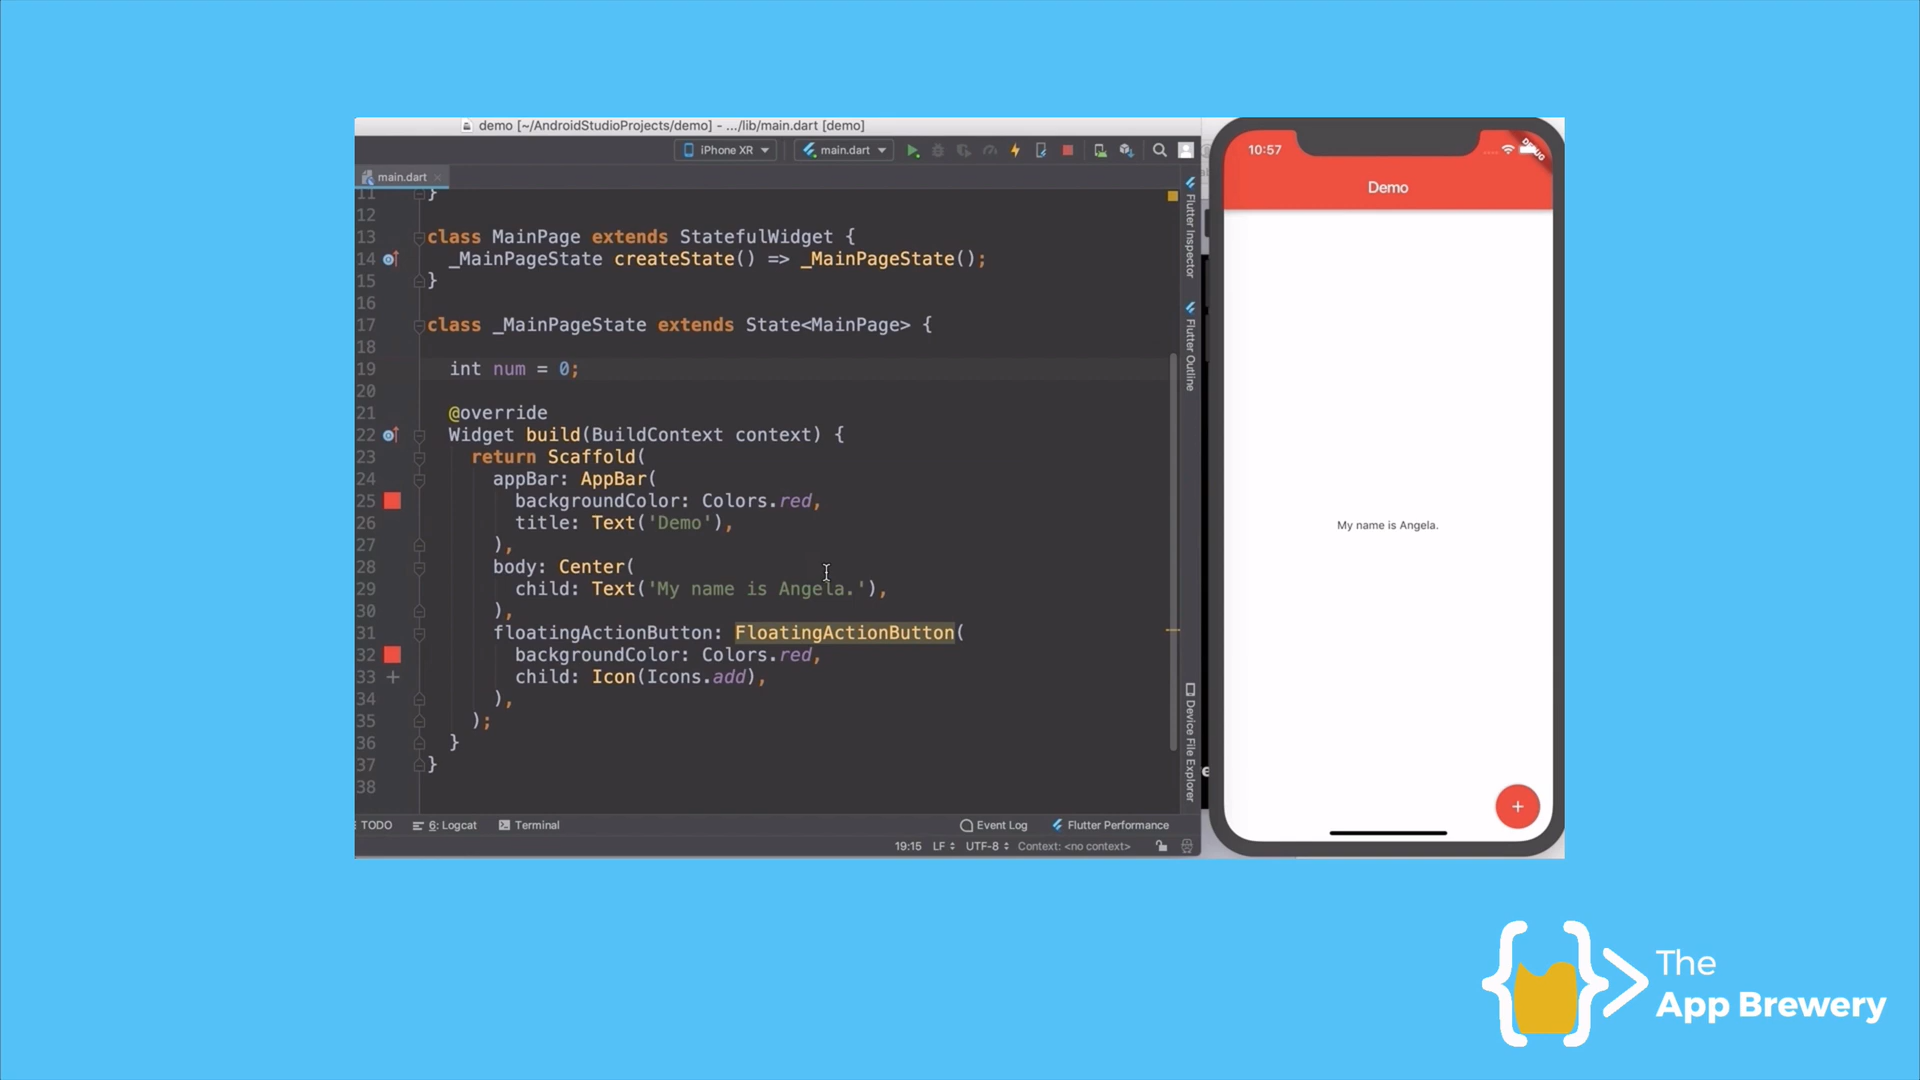 demo [~/AndroidStudioProjects/demo] - .../lib/main.dart [demo]
iPhone XR
main.dart
main.dart
11 }
12
13 class MainPage extends StatefulWidget {
14 _MainPageState createState() => _MainPageState();
15 }
16
17 class _MainPageState extends State<MainPage> {
18
19 int num = 0;
20
21 @override
22 Widget build(BuildContext context) {
23 return Scaffold(
24 appBar: AppBar(
25 backgroundColor: Colors.red,
26 title: Text('Demo'),
27 ),
28 body: Center(
29 child: Text('My name is Angela.'),
30 ),
31 floatingActionButton: FloatingActionButton(
32 backgroundColor: Colors.red,
33 child: Icon(Icons.add),
34 ),
35 );
36 }
37 }
38
Flutter Inspector
Flutter Outline
Device File Explorer
TODO
6: Logcat
Terminal
Event Log
Flutter Performance
19:15
LF
UTF-8
Context: <no context>
10:57
DEBUG
Demo
My name is Angela.
The
App Brewery